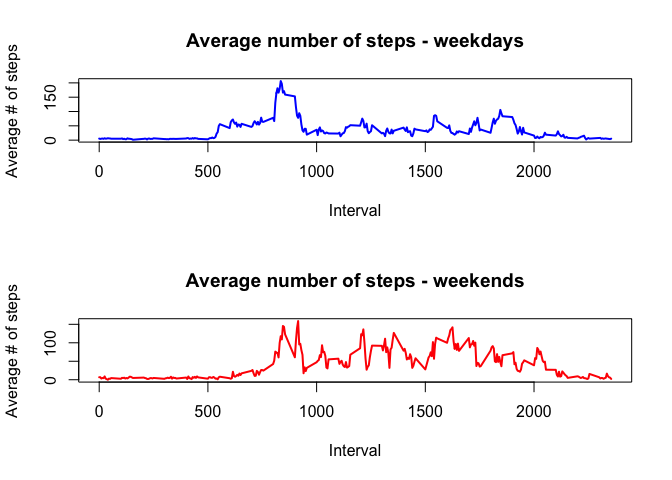 Average number of steps - weekdays
Average # of steps
150
0
0 500 1000 1500 2000
Interval
Average number of steps - weekends
Average # of steps
100
0
0 500 1000 1500 2000
Interval